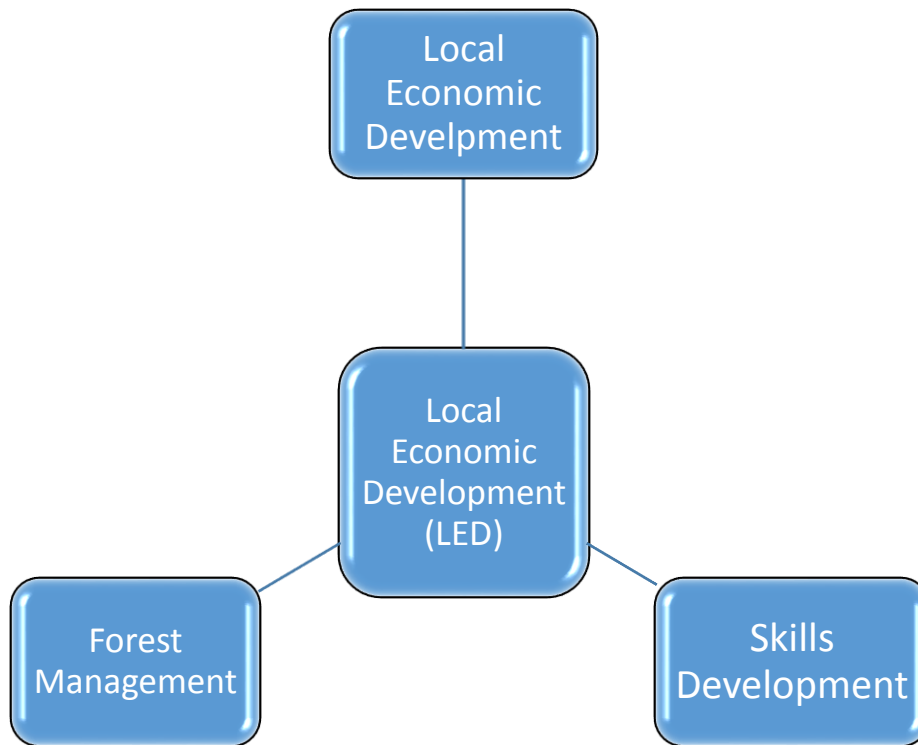 Local
Economic
Develpment
Local
Economic
Development
(LED)
Forest
Management
Skills
Development